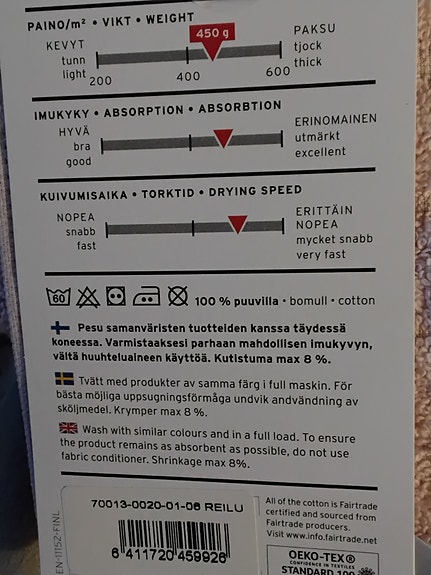 PAINO/m² • VIKT • WEIGHT
450 g
KEVYT
tunn
light
PAKSU
tjock
thick
200
400
600
IMUKYKY • ABSORPTION • ABSORBTION
HYVÄ
bra
good
ERINOMAINEN
utmärkt
excellent
KUIVUMISAIKA • TORKTID • DRYING SPEED
NOPEA
snabb
fast
ERITTÄIN
NOPEA
mycket snabb
very fast
60
100 % puuvilla • bomull • cotton
Pesu samanväristen tuotteiden kanssa täydessä
koneessa. Varmistaaksesi parhaan mahdollisen imukyvyn,
vältä huuhteluaineen käyttöä. Kutistuma max 8 %.
Tvätt med produkter av samma färg i full maskin. För
bästa möjliga uppsugningsförmåga undvik andvändning av
sköljmedel. Krymper max 8 %.
Wash with similar colours and in a full load. To ensure
the product remains as absorbent as possible, do not use
fabric conditioner. Shrinkage max 8%.
EN-11152-FINL
70013-0020-01-06 REILU
6 411720 459926
All of the cotton is Fairtrade
certified and sourced from
Fairtrade producers.
Visit www.info.fairtrade.net
OEKO-TEX®
CONFIDENCE IN TEXTILES
STANDARD 100